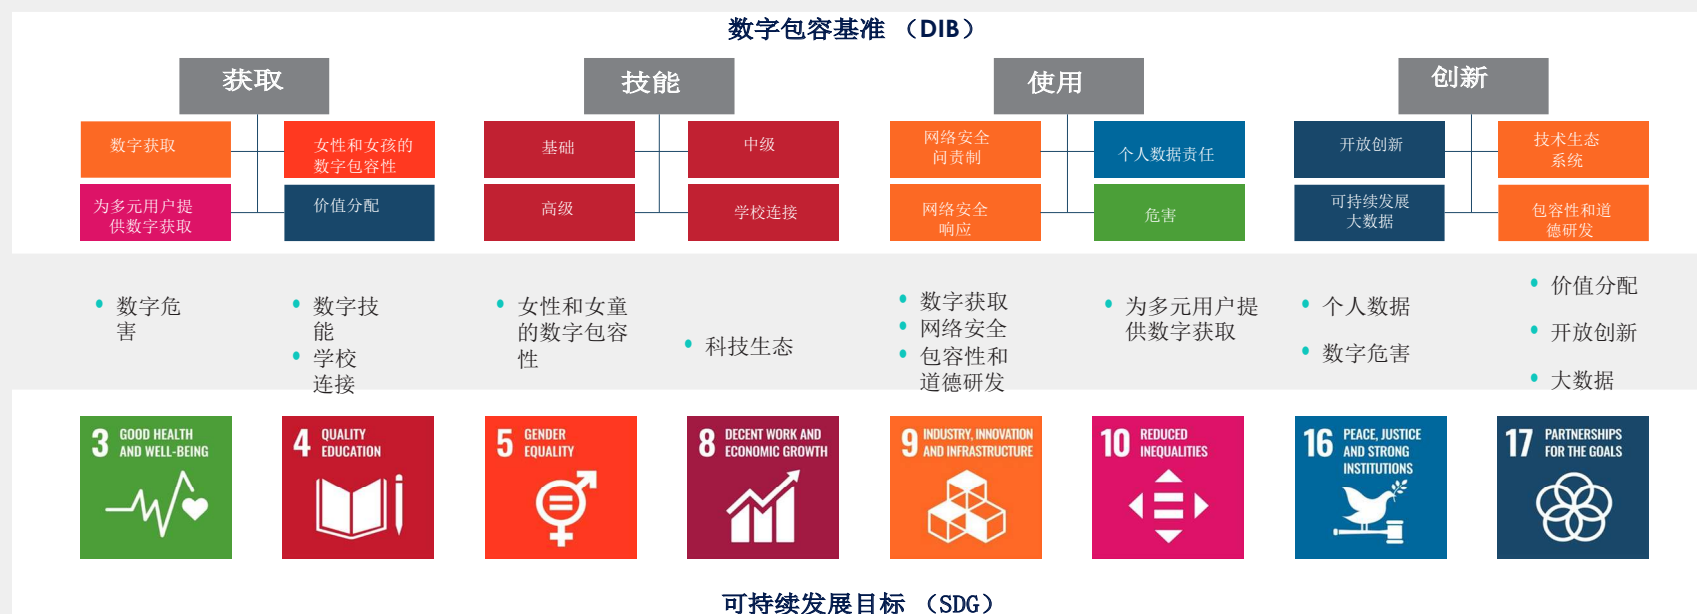 数字包容基准 （DIB）
获取
技能
使用
创新
数字获取
女性和女孩的
数字包容性
基础
中级
网络安全
问责制
个人数据责任
开放创新
技术生态
系统
为多元用户提
供数字获取
价值分配
高级
学校连接
网络安全
响应
危害
可持续发展
大数据
包容性和道
德研发
数字危
害
数字技
能
学校
连接
女性和女童
的数字包容
性
科技生态
数字获取
网络安全
包容性和
道德研发
为多元用户提
供数字获取
个人数据
数字危害
价值分配
开放创新
大数据
3 GOOD HEALTH
AND WELL-BEING
4 QUALITY
EDUCATION
5 GENDER
EQUALITY
8 DECENT WORK AND
ECONOMIC GROWTH
9 INDUSTRY, INNOVATION
AND INFRASTRUCTURE
10 REDUCED
INEQUALITIES
16 PEACE, JUSTICE
AND STRONG
INSTITUTIONS
17 PARTNERSHIPS
FOR THE GOALS
可持续发展目标 （SDG）